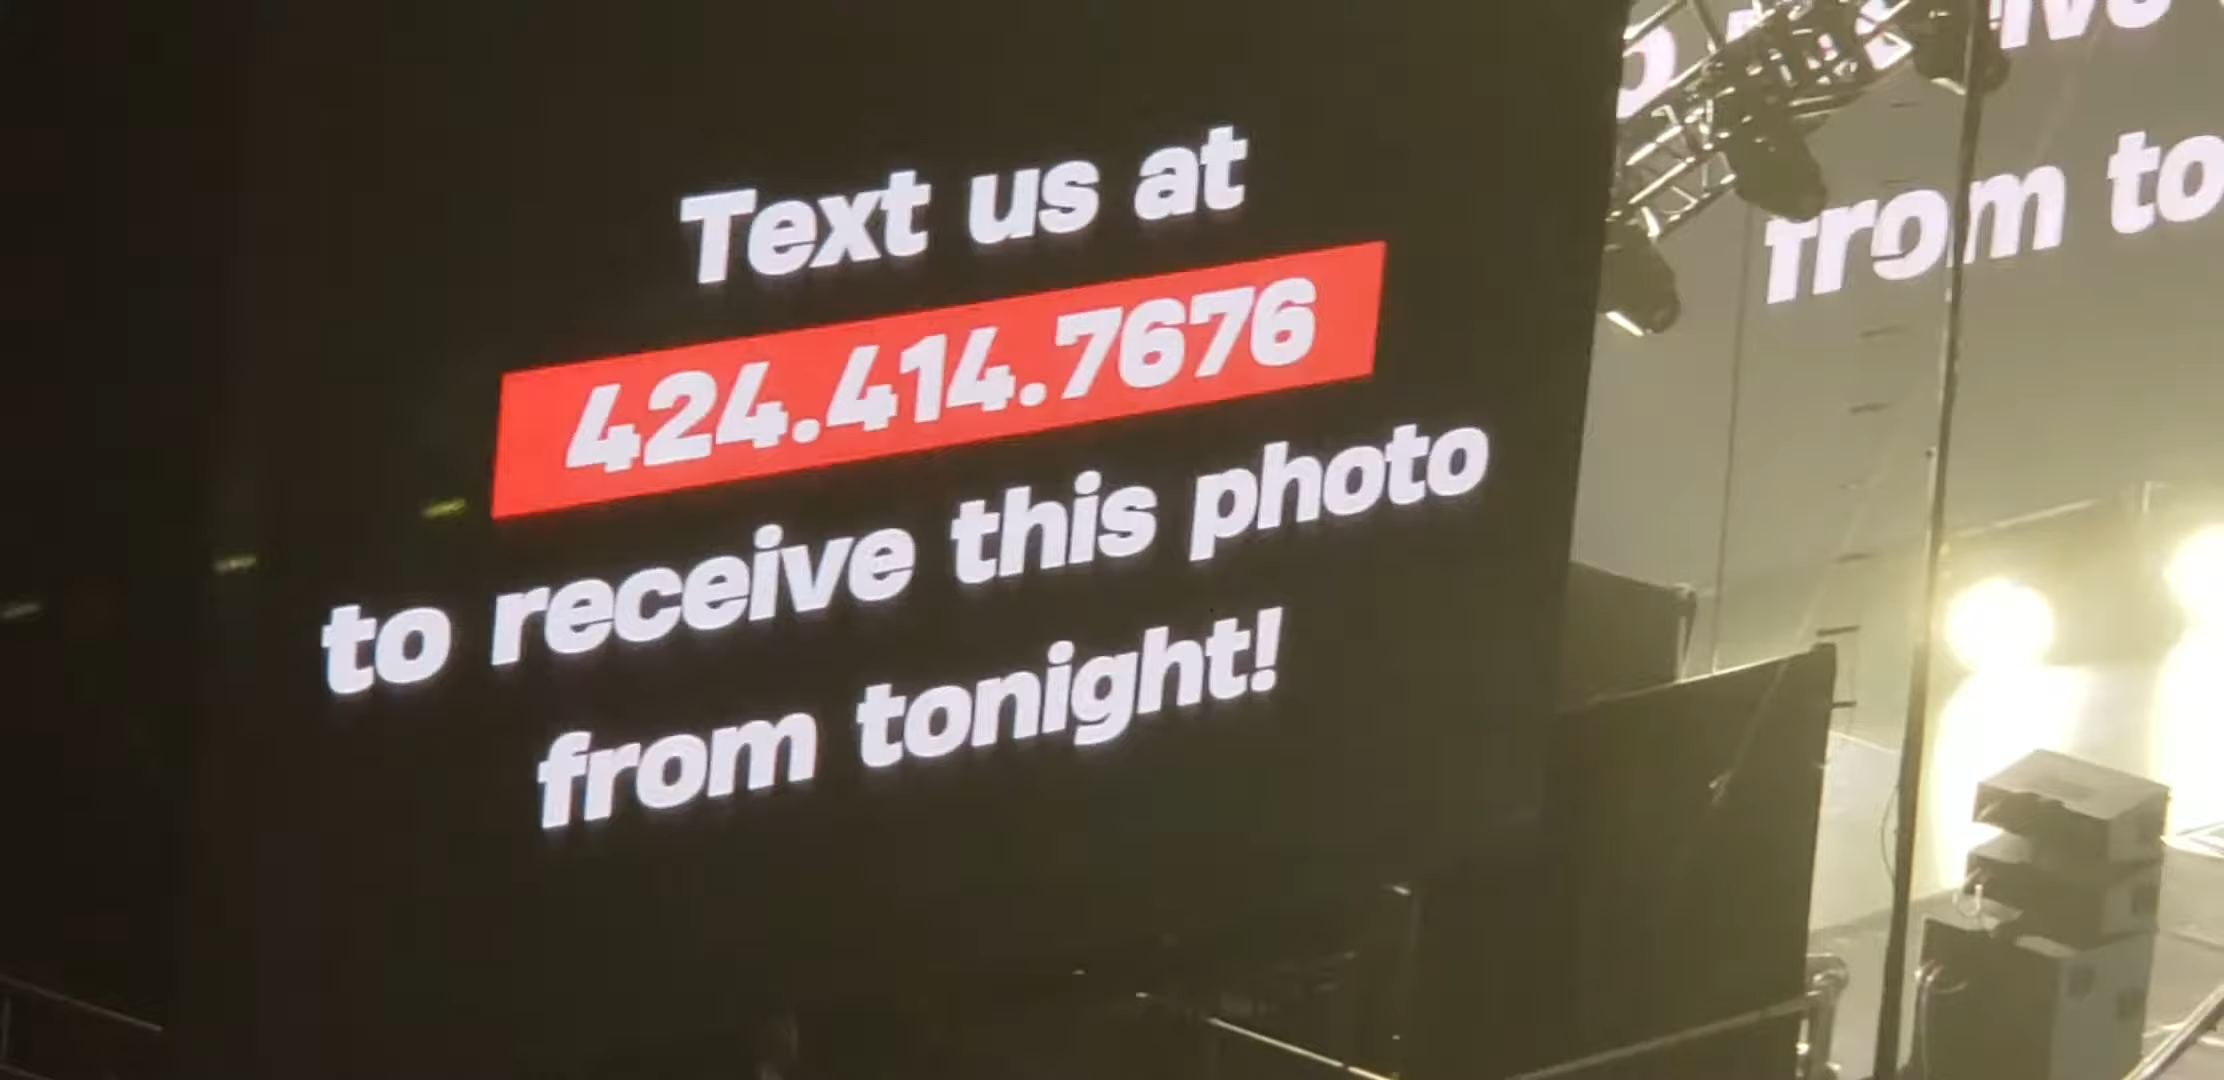 Text us at
424.414.7676
to receive this photo
from tonight!
from to